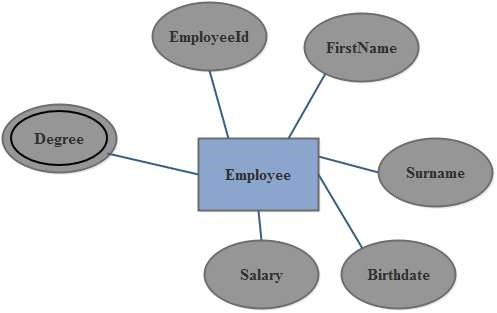 EmployeeId
FirstName
Degree
Employee
Surname
Salary
Birthdate